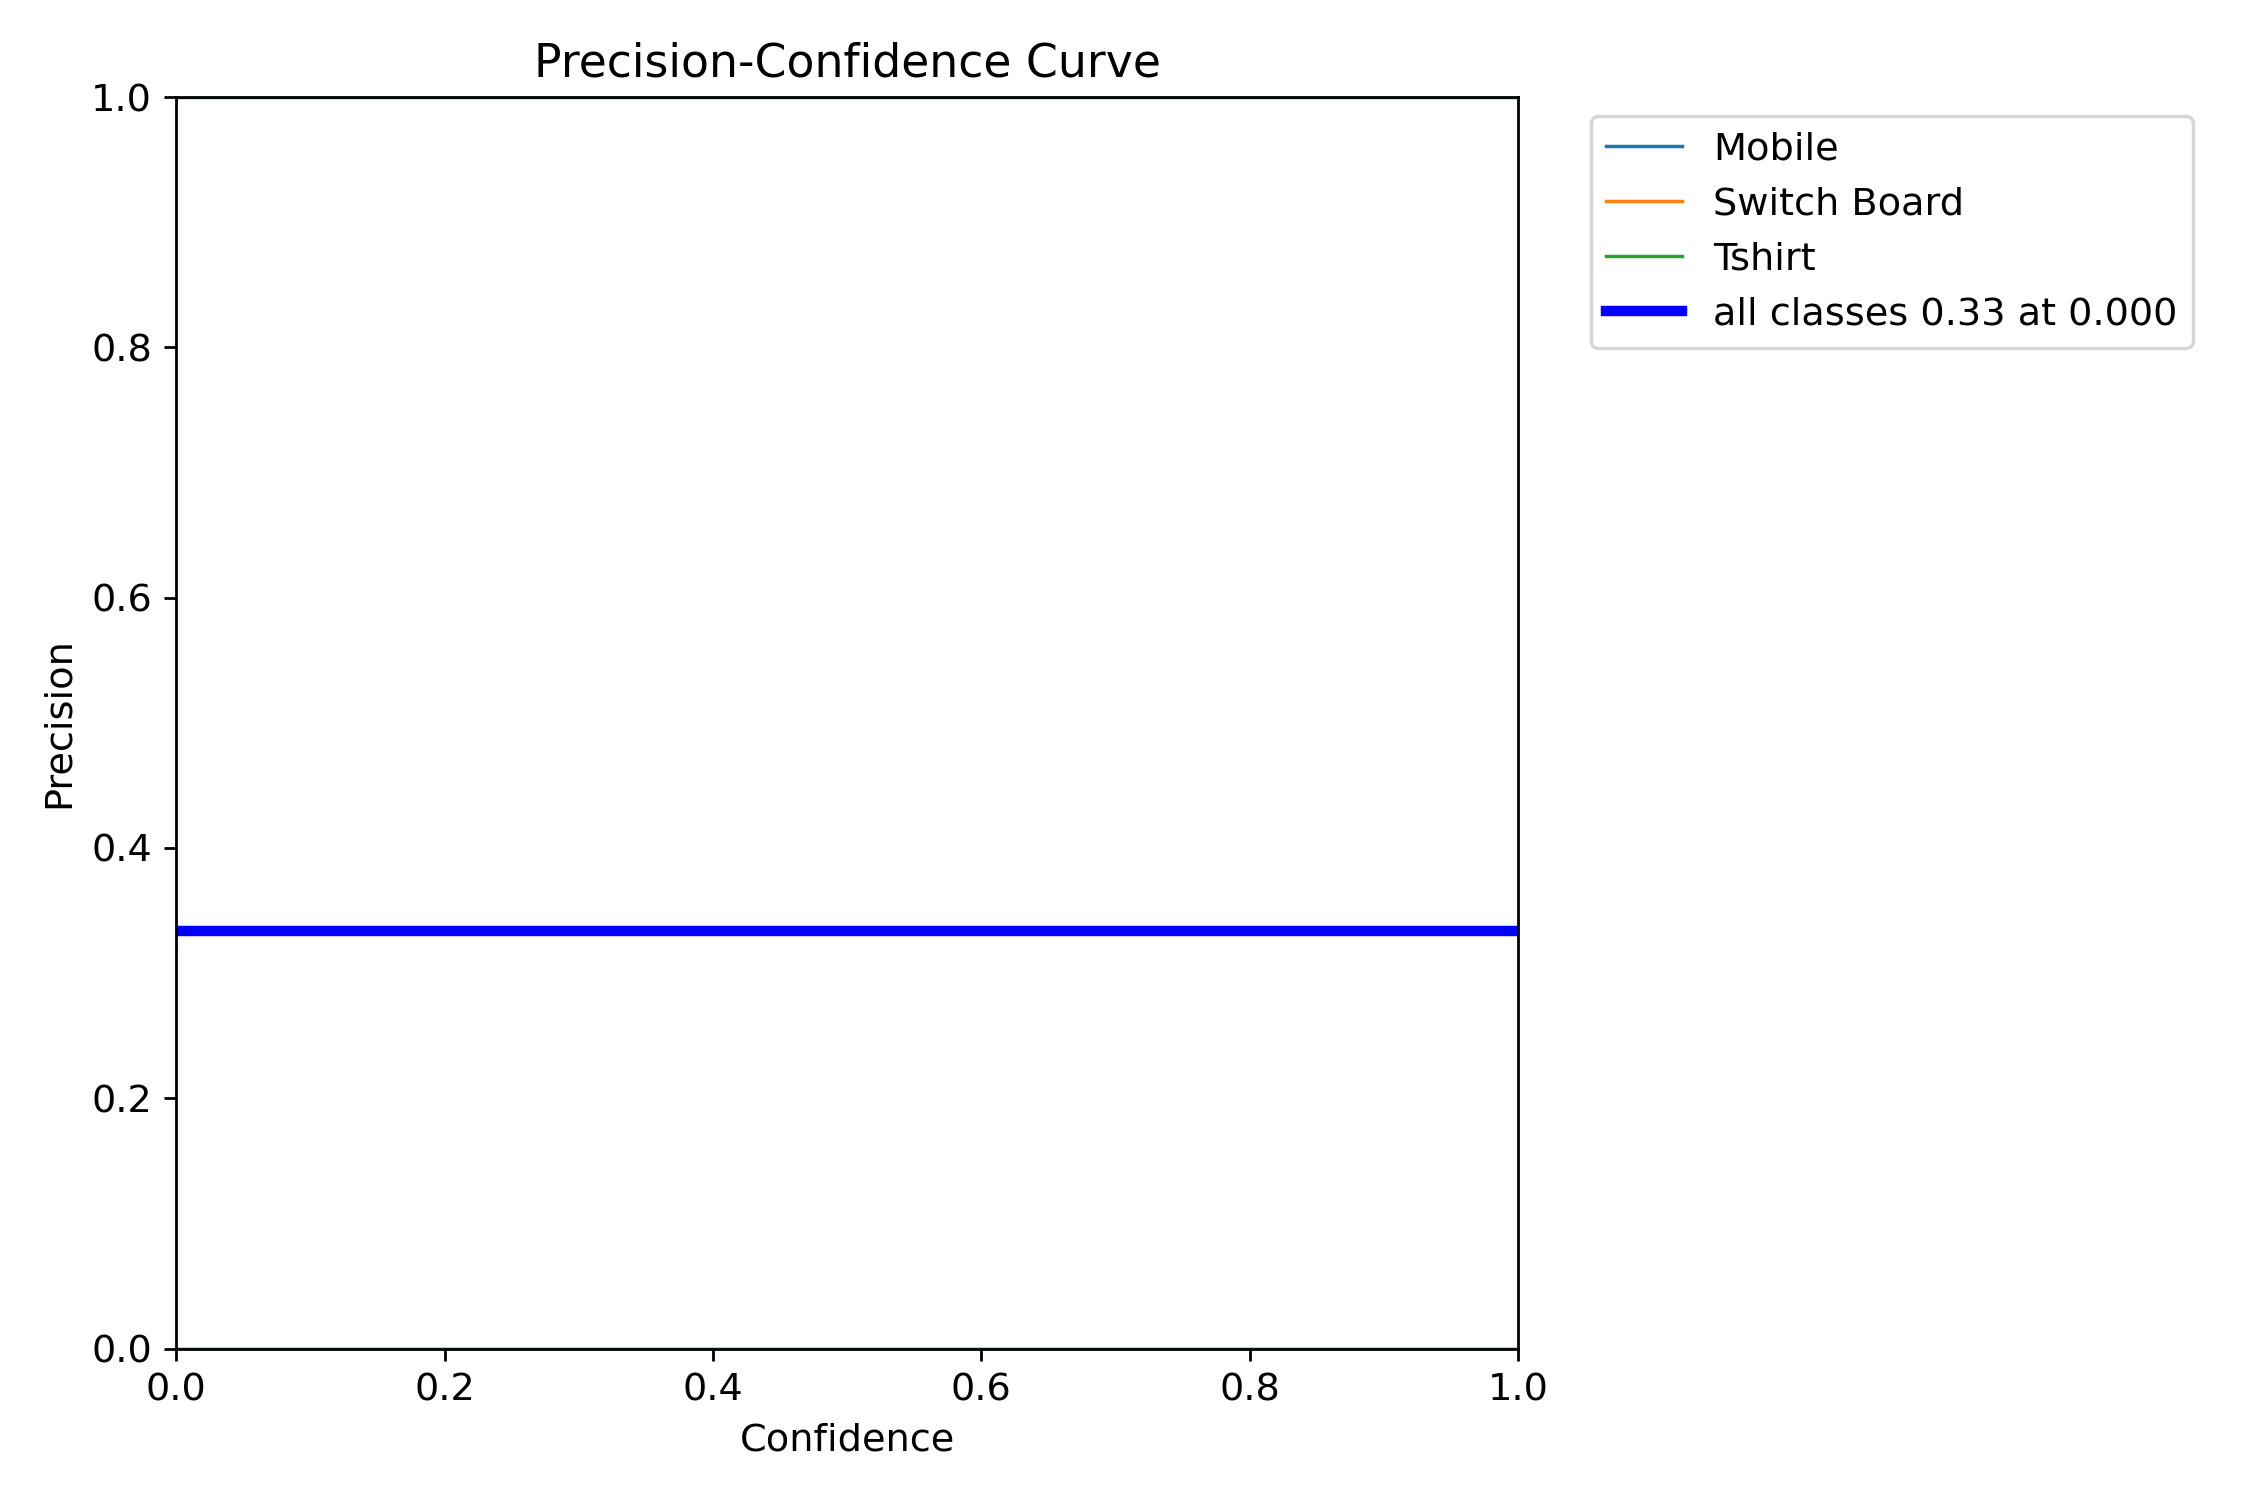 Precision-Confidence Curve
1.0
0.8
0.6
0.4
0.2
0.0
Precision
0.0 0.2 0.4 0.6 0.8 1.0
Confidence
Mobile
Switch Board
Tshirt
all classes 0.33 at 0.000